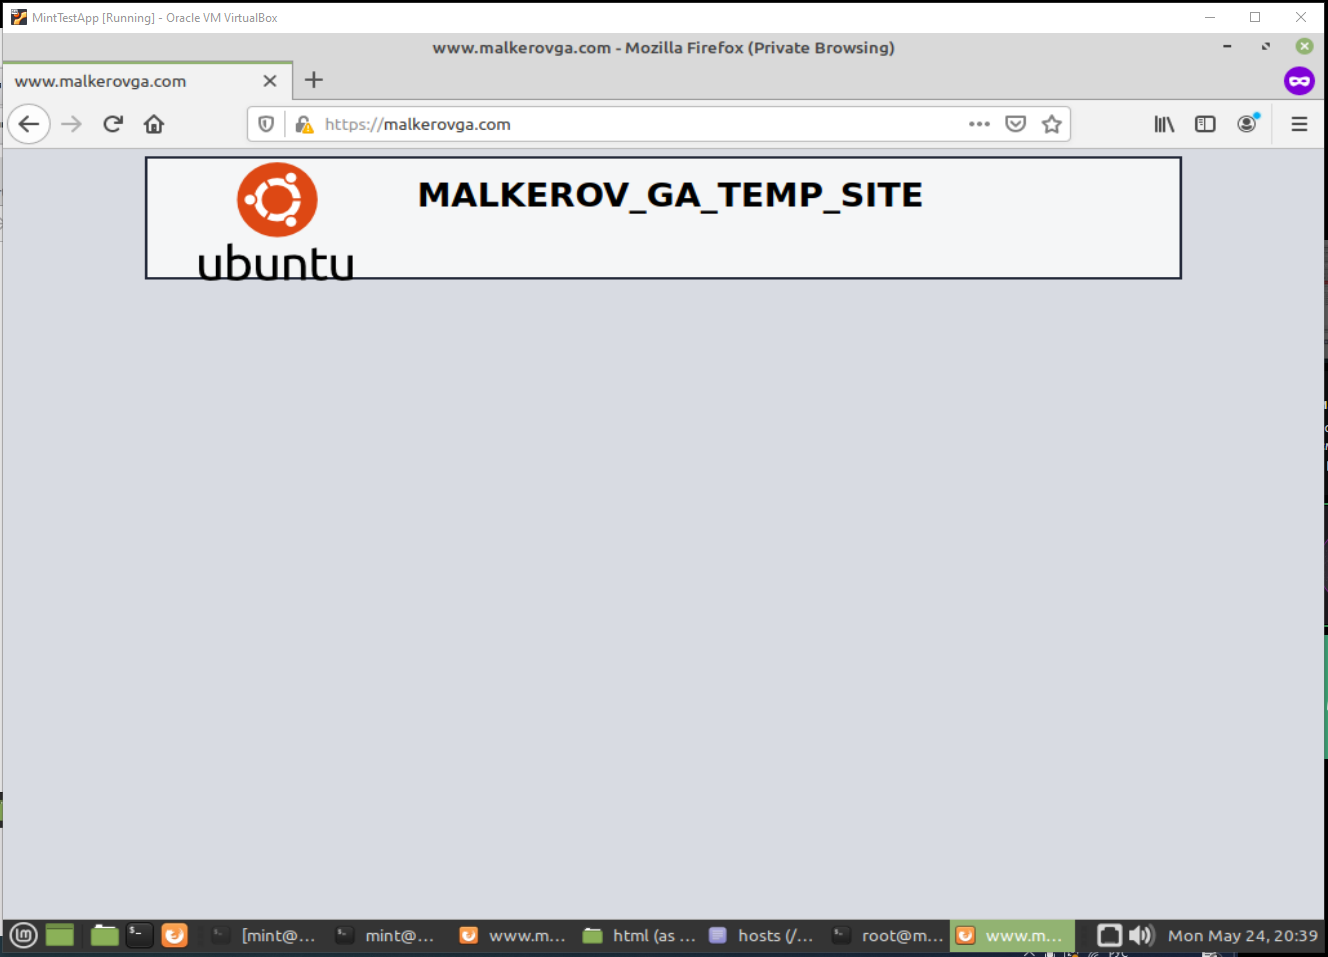 MintTestApp [Running] - Oracle VM VirtualBox
www.malkerovga.com - Mozilla Firefox (Private Browsing)
www.malkerovga.com
https://malkerovga.com
MALKEROV_GA_TEMP_SITE
ubuntu
[mint@... mint@... www.m... html (as ... hosts (/... root@m... www.m... Mon May 24, 20:39